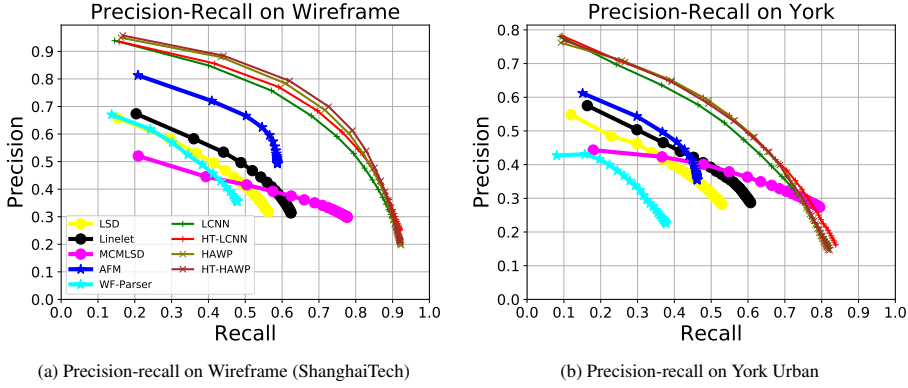 Precision-Recall on Wireframe
Precision
0.9
0.8
0.7
0.6
0.5
0.4
0.3
0.2
0.1
0.0
LSD
Linelet
MCMLSD
AFM
WF-Parser
LCNN
HT-LCNN
HAWP
HT-HAWP
0.0 0.1 0.2 0.3 0.4 0.5 0.6 0.7 0.8 0.9 1.0
Recall
(a) Precision-recall on Wireframe (ShanghaiTech)
Precision-Recall on York
Precision
0.8
0.7
0.6
0.5
0.4
0.3
0.2
0.1
0.0
0.0 0.1 0.2 0.3 0.4 0.5 0.6 0.7 0.8 0.9 1.0
Recall
(b) Precision-recall on York Urban